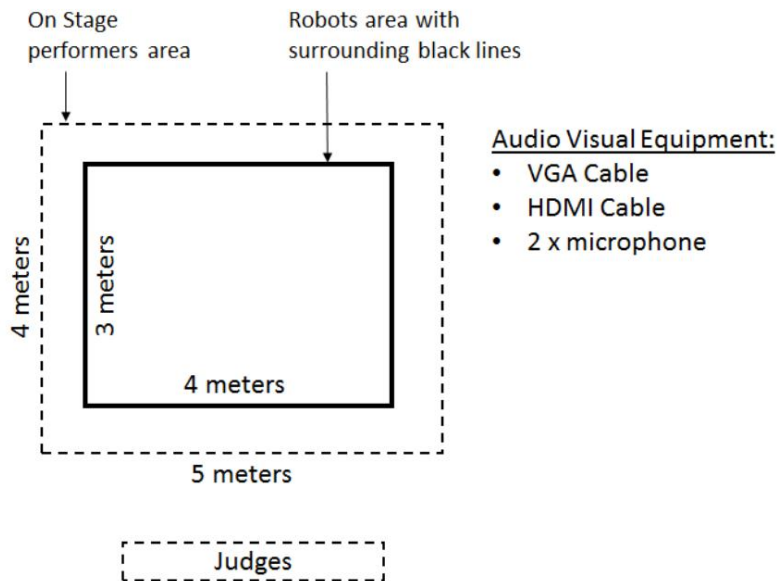 On Stage
performers area
Robots area with
surrounding black lines
Audio Visual Equipment:
• VGA Cable
• HDMI Cable
• 2 x microphone
4 meters
3 meters
4 meters
5 meters
Judges